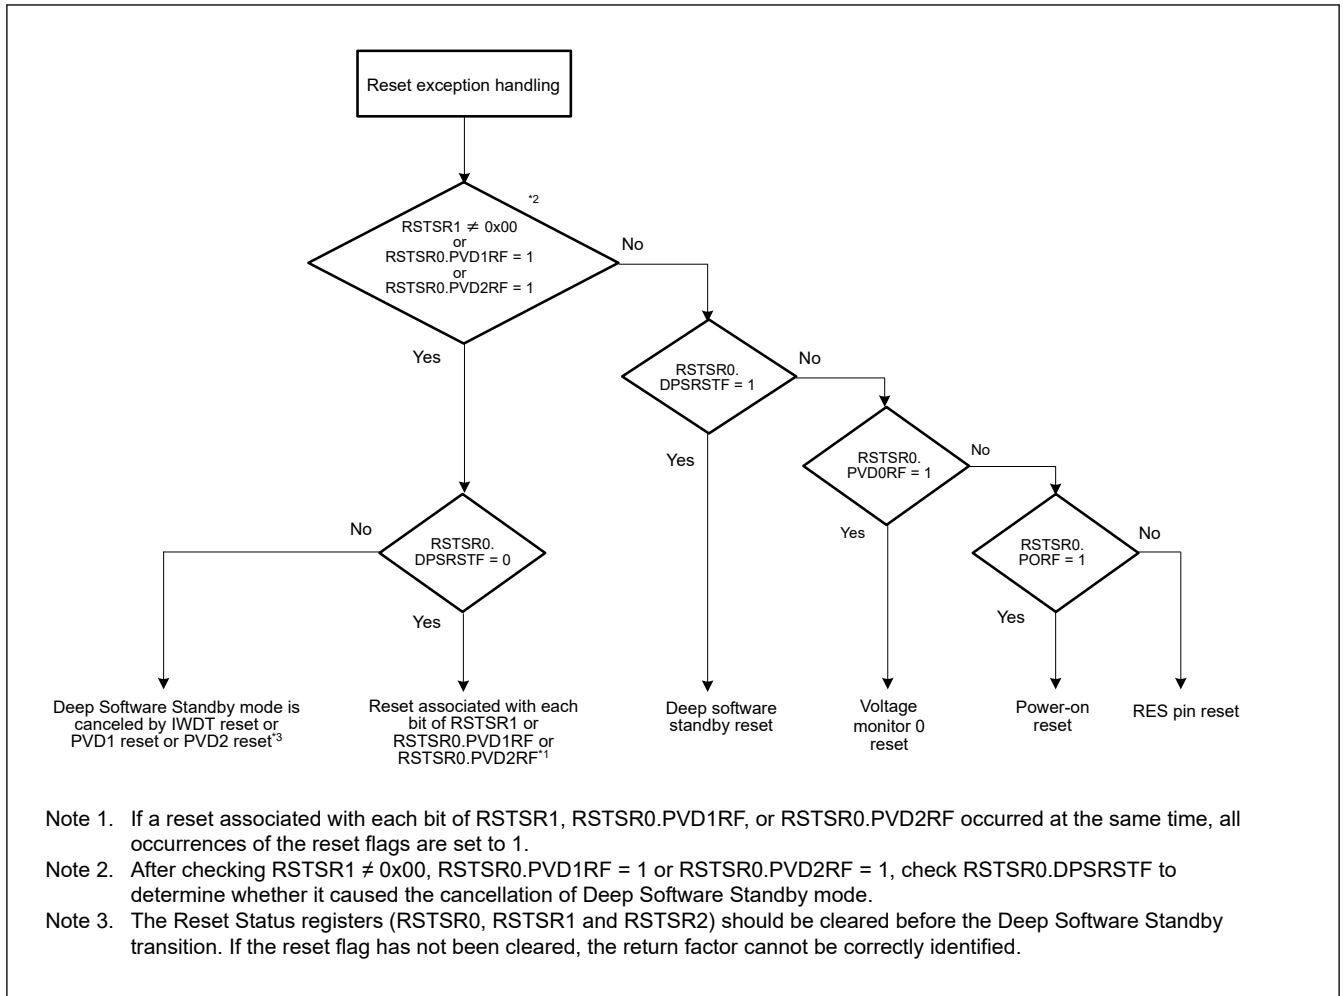 Reset exception handling
*2
RSTSR1 ≠ 0x00
or
RSTSR0.PVD1RF = 1
or
RSTSR0.PVD2RF = 1
No
Yes
RSTSR0.
DPSRSTF = 1
No
Yes
RSTSR0.
PVD0RF = 1
No
Yes
RSTSR0.
DPSRSTF = 0
No
Yes
RSTSR0.
PORF = 1
No
Yes
Deep Software Standby mode is
canceled by IWDT reset or
PVD1 reset or PVD2 reset*3
Reset associated with each
bit of RSTSR1 or
RSTSR0.PVD1RF or
RSTSR0.PVD2RF*1
Deep software
standby reset
Voltage
monitor 0
reset
Power-on
reset
RES pin reset
Note 1. If a reset associated with each bit of RSTSR1, RSTSR0.PVD1RF, or RSTSR0.PVD2RF occurred at the same time, all
occurrences of the reset flags are set to 1.
Note 2. After checking RSTSR1 ≠ 0x00, RSTSR0.PVD1RF = 1 or RSTSR0.PVD2RF = 1, check RSTSR0.DPSRSTF to
determine whether it caused the cancellation of Deep Software Standby mode.
Note 3. The Reset Status registers (RSTSR0, RSTSR1 and RSTSR2) should be cleared before the Deep Software Standby
transition. If the reset flag has not been cleared, the return factor cannot be correctly identified.